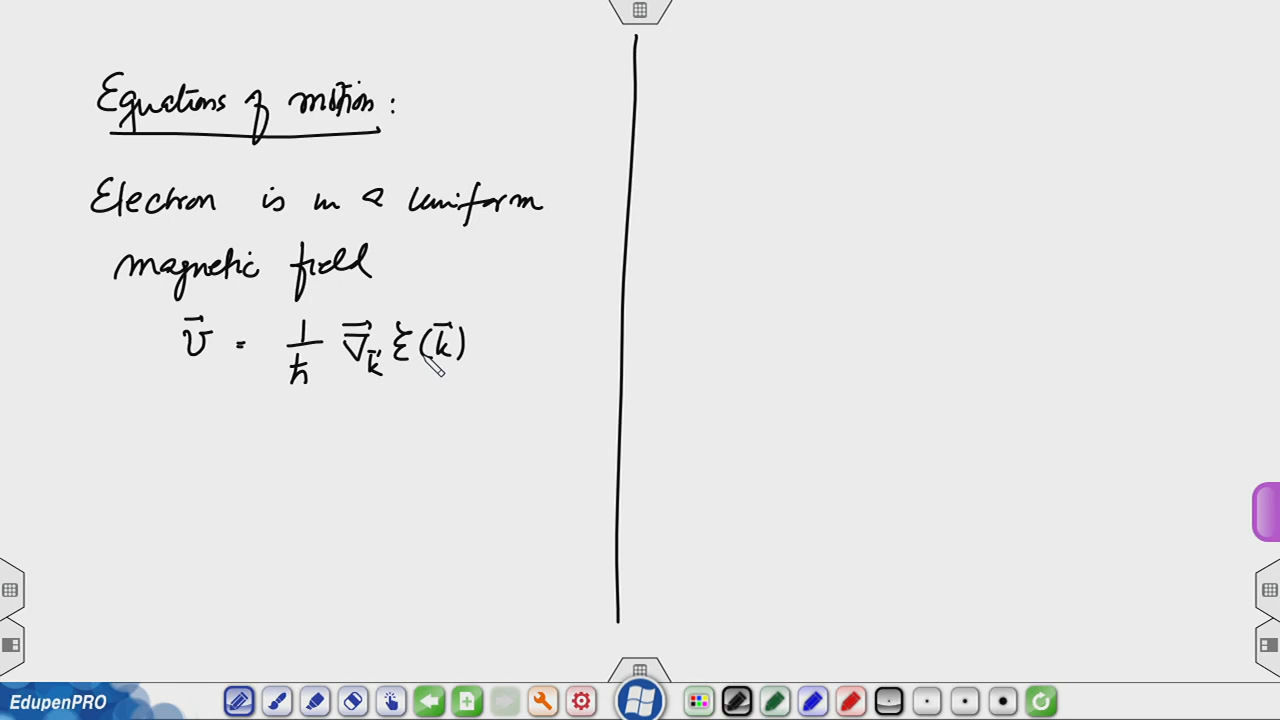 Equations of motion:
Electron is in a uniform
magnetic field
v⃗ = 1/ħ ∇⃗_k⃗ ξ(k⃗)
EdupenPRO